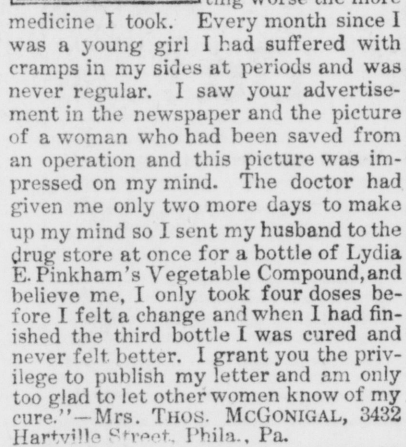 ting worse the more
medicine I took. Every month since I
was a young girl I had suffered with
cramps in my sides at periods and was
never regular. I saw your advertise-
ment in the newspaper and the picture
of a woman who had been saved from
an operation and this picture was im-
pressed on my mind. The doctor had
given me only two more days to make
up my mind so I sent my husband to the
drug store at once for a bottle of Lydia
E. Pinkham's Vegetable Compound, and
believe me, I only took four doses be-
fore I felt a change and when I had fin-
ished the third bottle I was cured and
never felt better. I grant you the priv-
ilege to publish my letter and am only
too glad to let other women know of my
cure."—MRS. THOS. MCGONIGAL, 3432
Hartville Street, Phila., Pa.